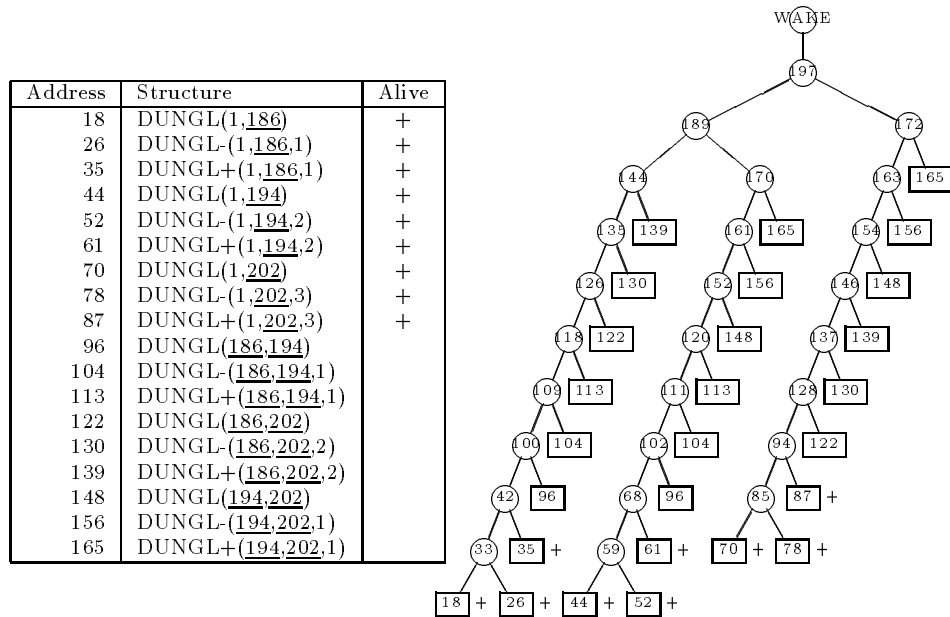 Address Structure Alive
18 DUNGL(1,186) +
26 DUNGL-(1,186,1) +
35 DUNGL+(1,186,1) +
44 DUNGL(1,194) +
52 DUNGL-(1,194,2) +
61 DUNGL+(1,194,2) +
70 DUNGL(1,202) +
78 DUNGL-(1,202,3) +
87 DUNGL+(1,202,3) +
96 DUNGL(186,194)
104 DUNGL-(186,194,1)
113 DUNGL+(186,194,1)
122 DUNGL(186,202)
130 DUNGL-(186,202,2)
139 DUNGL+(186,202,2)
148 DUNGL(194,202)
156 DUNGL-(194,202,1)
165 DUNGL+(194,202,1)
WAKE
197
189 172
144 170 163 165
135 139 161 165 154 156
126 130 152 156 146 148
118 122 120 148 137 139
109 113 111 113 128 130
100 104 102 104 94 122
42 96 68 96 85 87 +
33 35 + 59 61 + 70 + 78 +
18 + 26 + 44 + 52 +